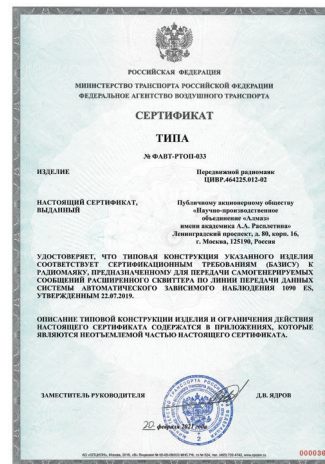 РОССИЙСКАЯ ФЕДЕРАЦИЯ
МИНИСТЕРСТВО ТРАНСПОРТА РОССИЙСКОЙ ФЕДЕРАЦИИ
ФЕДЕРАЛЬНОЕ АГЕНТСТВО ВОЗДУШНОГО ТРАНСПОРТА
СЕРТИФИКАТ
ТИПА
№ ФАВТ-РТОП-033
ИЗДЕЛИЕ
Передвижной радиомаяк
ЦИВР.464225.012-02
НАСТОЯЩИЙ СЕРТИФИКАТ,
ВЫДАННЫЙ
Публичному акционерному обществу
«Научно-производственное
объединение «Алмаз»
имени академика А.А. Расплетина»
Ленинградский проспект, д. 80, корп. 16,
г. Москва, 125190, Россия
УДОСТОВЕРЯЕТ, ЧТО ТИПОВАЯ КОНСТРУКЦИЯ УКАЗАННОГО ИЗДЕЛИЯ
СООТВЕТСТВУЕТ СЕРТИФИКАЦИОННЫМ ТРЕБОВАНИЯМ (БАЗИСУ) К
РАДИОМАЯКУ, ПРЕДНАЗНАЧЕННОМУ ДЛЯ ПЕРЕДАЧИ САМОГЕНЕРИРУЕМЫХ
СООБЩЕНИЙ РАСШИРЕННОГО СКВИТТЕРА ПО ЛИНИИ ПЕРЕДАЧИ ДАННЫХ
СИСТЕМЫ АВТОМАТИЧЕСКОГО ЗАВИСИМОГО НАБЛЮДЕНИЯ 1090 ES,
УТВЕРЖДЕННЫМ 22.07.2019.
ОПИСАНИЕ ТИПОВОЙ КОНСТРУКЦИИ ИЗДЕЛИЯ И ОГРАНИЧЕНИЯ ДЕЙСТВИЯ
НАСТОЯЩЕГО СЕРТИФИКАТА СОДЕРЖАТСЯ В ПРИЛОЖЕНИЯХ, КОТОРЫЕ
ЯВЛЯЮТСЯ НЕОТЪЕМЛЕМОЙ ЧАСТЬЮ НАСТОЯЩЕГО СЕРТИФИКАТА.
ЗАМЕСТИТЕЛЬ РУКОВОДИТЕЛЯ
Д.В. ЯДРОВ
20 февраля 2021 года